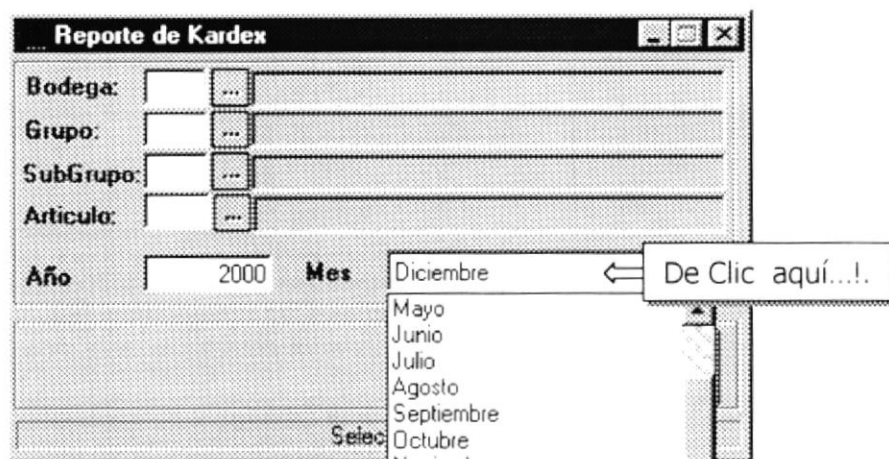 Reporte de Kardex
Bodega: ...
Grupo: ...
SubGrupo: ...
Articulo: ...
Año 2000 Mes Diciembre De Clic aquí...!.
Mayo
Junio
Julio
Agosto
Septiembre
Selec Octubre